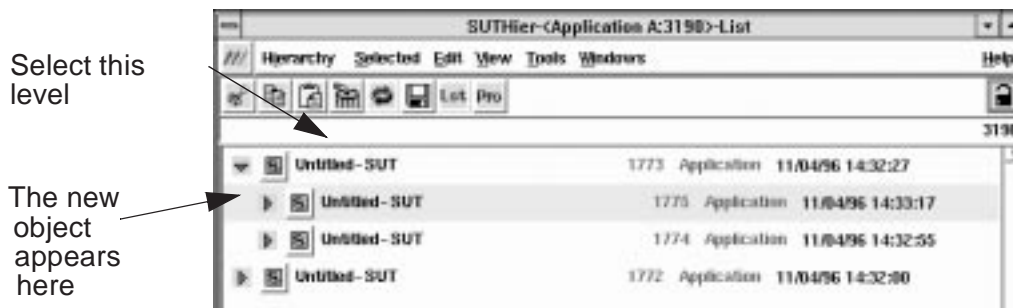 SUTHier-<Application A:3190>-List
Hierarchy Selected Edit View Tools Windows Help
Lst Pro
3190
Select this
level
Untitled-SUT 1773 Application 11/04/96 14:32:27
Untitled-SUT 1775 Application 11/04/96 14:33:17
Untitled-SUT 1774 Application 11/04/96 14:32:55
Untitled-SUT 1772 Application 11/04/96 14:32:00
The new
object
appears
here